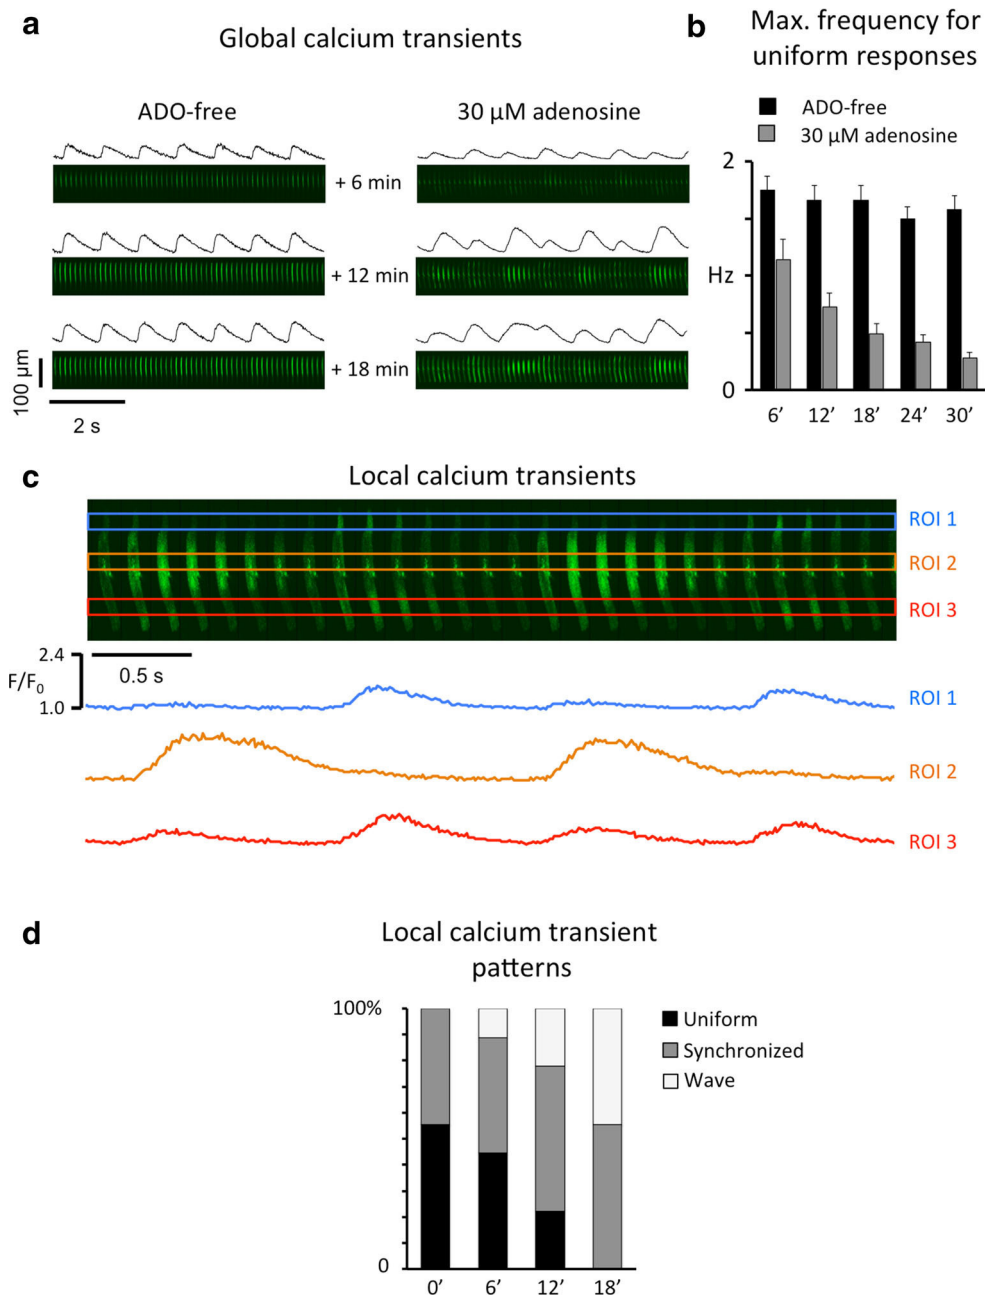 a
Global calcium transients
ADO-free
30 µM adenosine
+ 6 min
+ 12 min
+ 18 min
100 µm
2 s
b
Max. frequency for
uniform responses
ADO-free
30 µM adenosine
2
Hz
0
6’ 12’ 18’ 24’ 30’
c
Local calcium transients
ROI 1
ROI 2
ROI 3
2.4
F/F0
1.0
0.5 s
ROI 1
ROI 2
ROI 3
d
Local calcium transient
patterns
100%
0
Uniform
Synchronized
Wave
0’ 6’ 12’ 18’